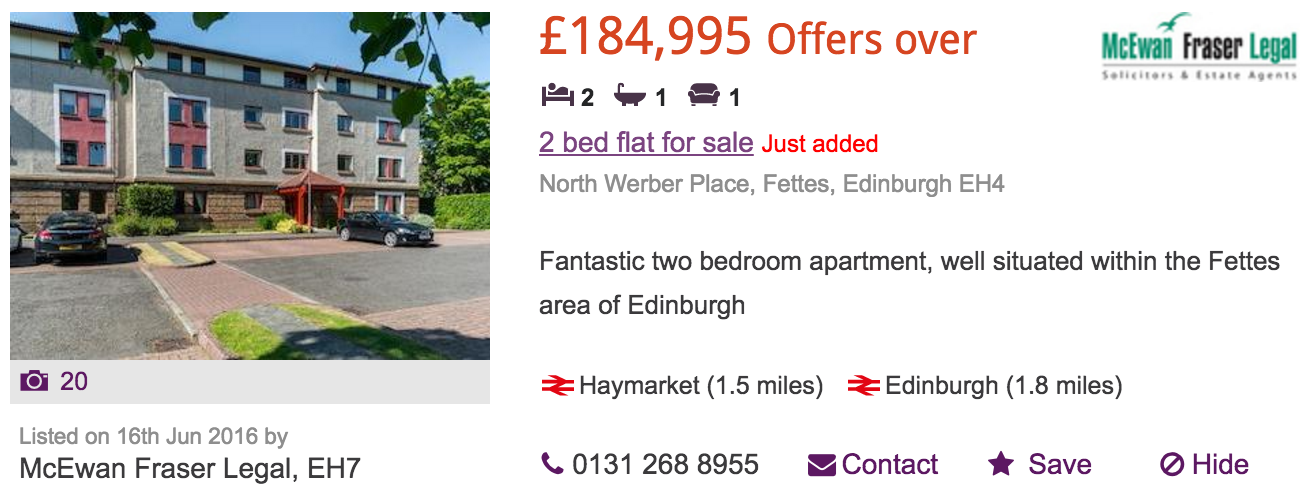 £184,995 Offers over
McEwan Fraser Legal
Solicitors & Estate Agents
2 1 1
2 bed flat for sale Just added
North Werber Place, Fettes, Edinburgh EH4
Fantastic two bedroom apartment, well situated within the Fettes
area of Edinburgh
20
Haymarket (1.5 miles) Edinburgh (1.8 miles)
Listed on 16th Jun 2016 by
McEwan Fraser Legal, EH7
0131 268 8955 Contact Save Hide